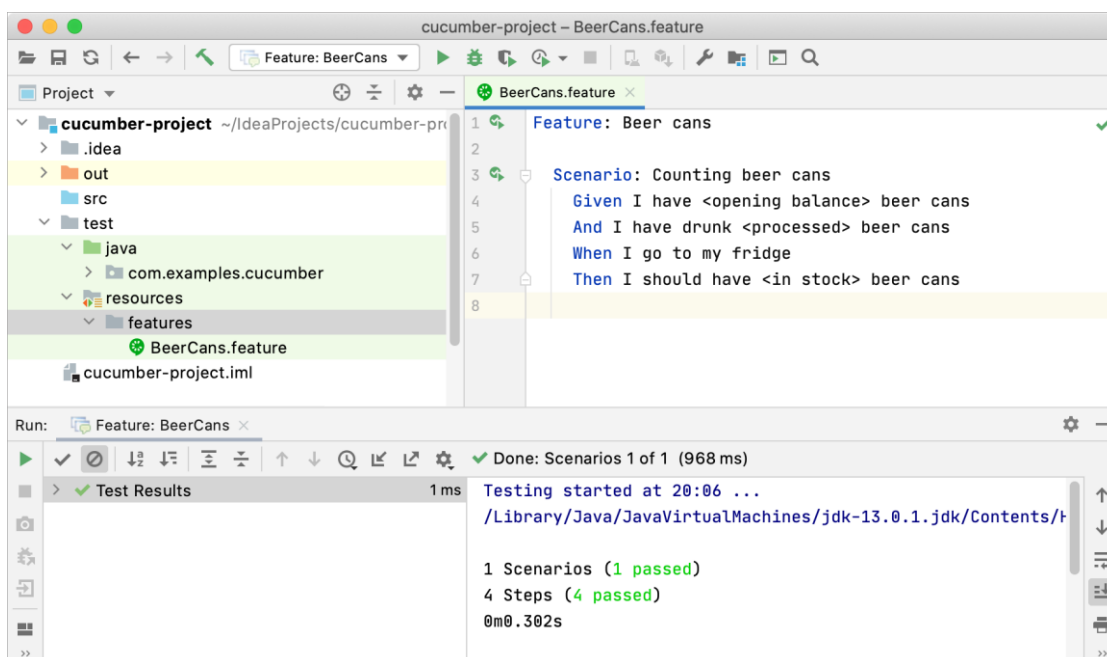 cucumber-project – BeerCans.feature
Feature: BeerCans
Project
BeerCans.feature
cucumber-project ~/IdeaProjects/cucumber-pr
.idea
out
src
test
java
com.examples.cucumber
resources
features
BeerCans.feature
cucumber-project.iml
1 Feature: Beer cans
2
3 Scenario: Counting beer cans
4 Given I have <opening balance> beer cans
5 And I have drunk <processed> beer cans
6 When I go to my fridge
7 Then I should have <in stock> beer cans
8
Run: Feature: BeerCans
Done: Scenarios 1 of 1 (968 ms)
Test Results 1 ms
Testing started at 20:06 ...
/Library/Java/JavaVirtualMachines/jdk-13.0.1.jdk/Contents/
1 Scenarios (1 passed)
4 Steps (4 passed)
0m0.302s